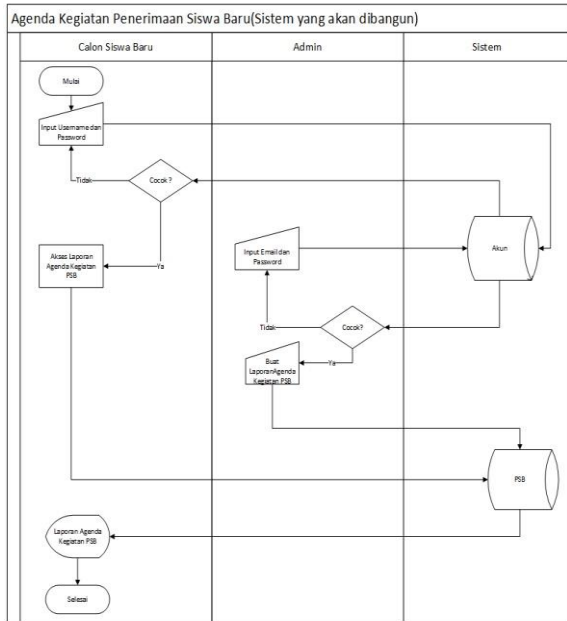 Agenda Kegiatan Penerimaan Siswa Baru(Sistem yang akan dibangun)
Calon Siswa Baru
Admin
Sistem
Mulai
Input Username dan
Password
Tidak
Cocok ?
Ya
Akses Laporan
Agenda Kegiatan
PSB
Input Email dan
Password
Akun
Tidak
Cocok?
Ya
Buat
LaporanAgenda
Kegiatan PSB
PSB
Laporan Agenda
Kegiatan PSB
Selesai